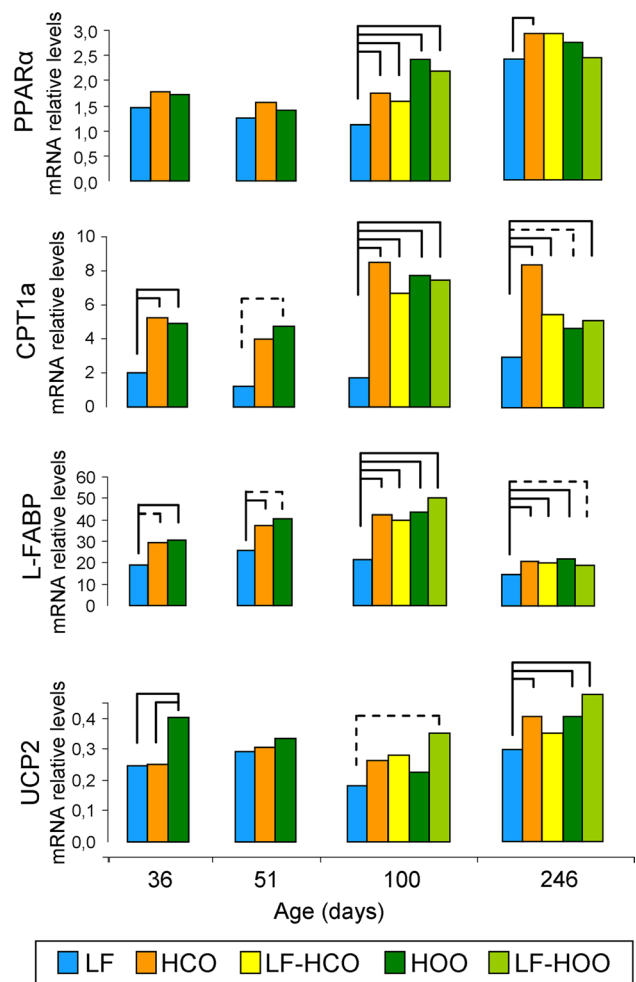 PPARα
mRNA relative levels
3,0
2,5
2,0
1,5
1,0
0,5
0,0
CPT1a
mRNA relative levels
10
8
6
4
2
0
L-FABP
mRNA relative levels
60
50
40
30
20
10
0
UCP2
mRNA relative levels
0,4
0,3
0,2
0,1
0,0
36 51 100 246
Age (days)
LF HCO LF-HCO HOO LF-HOO